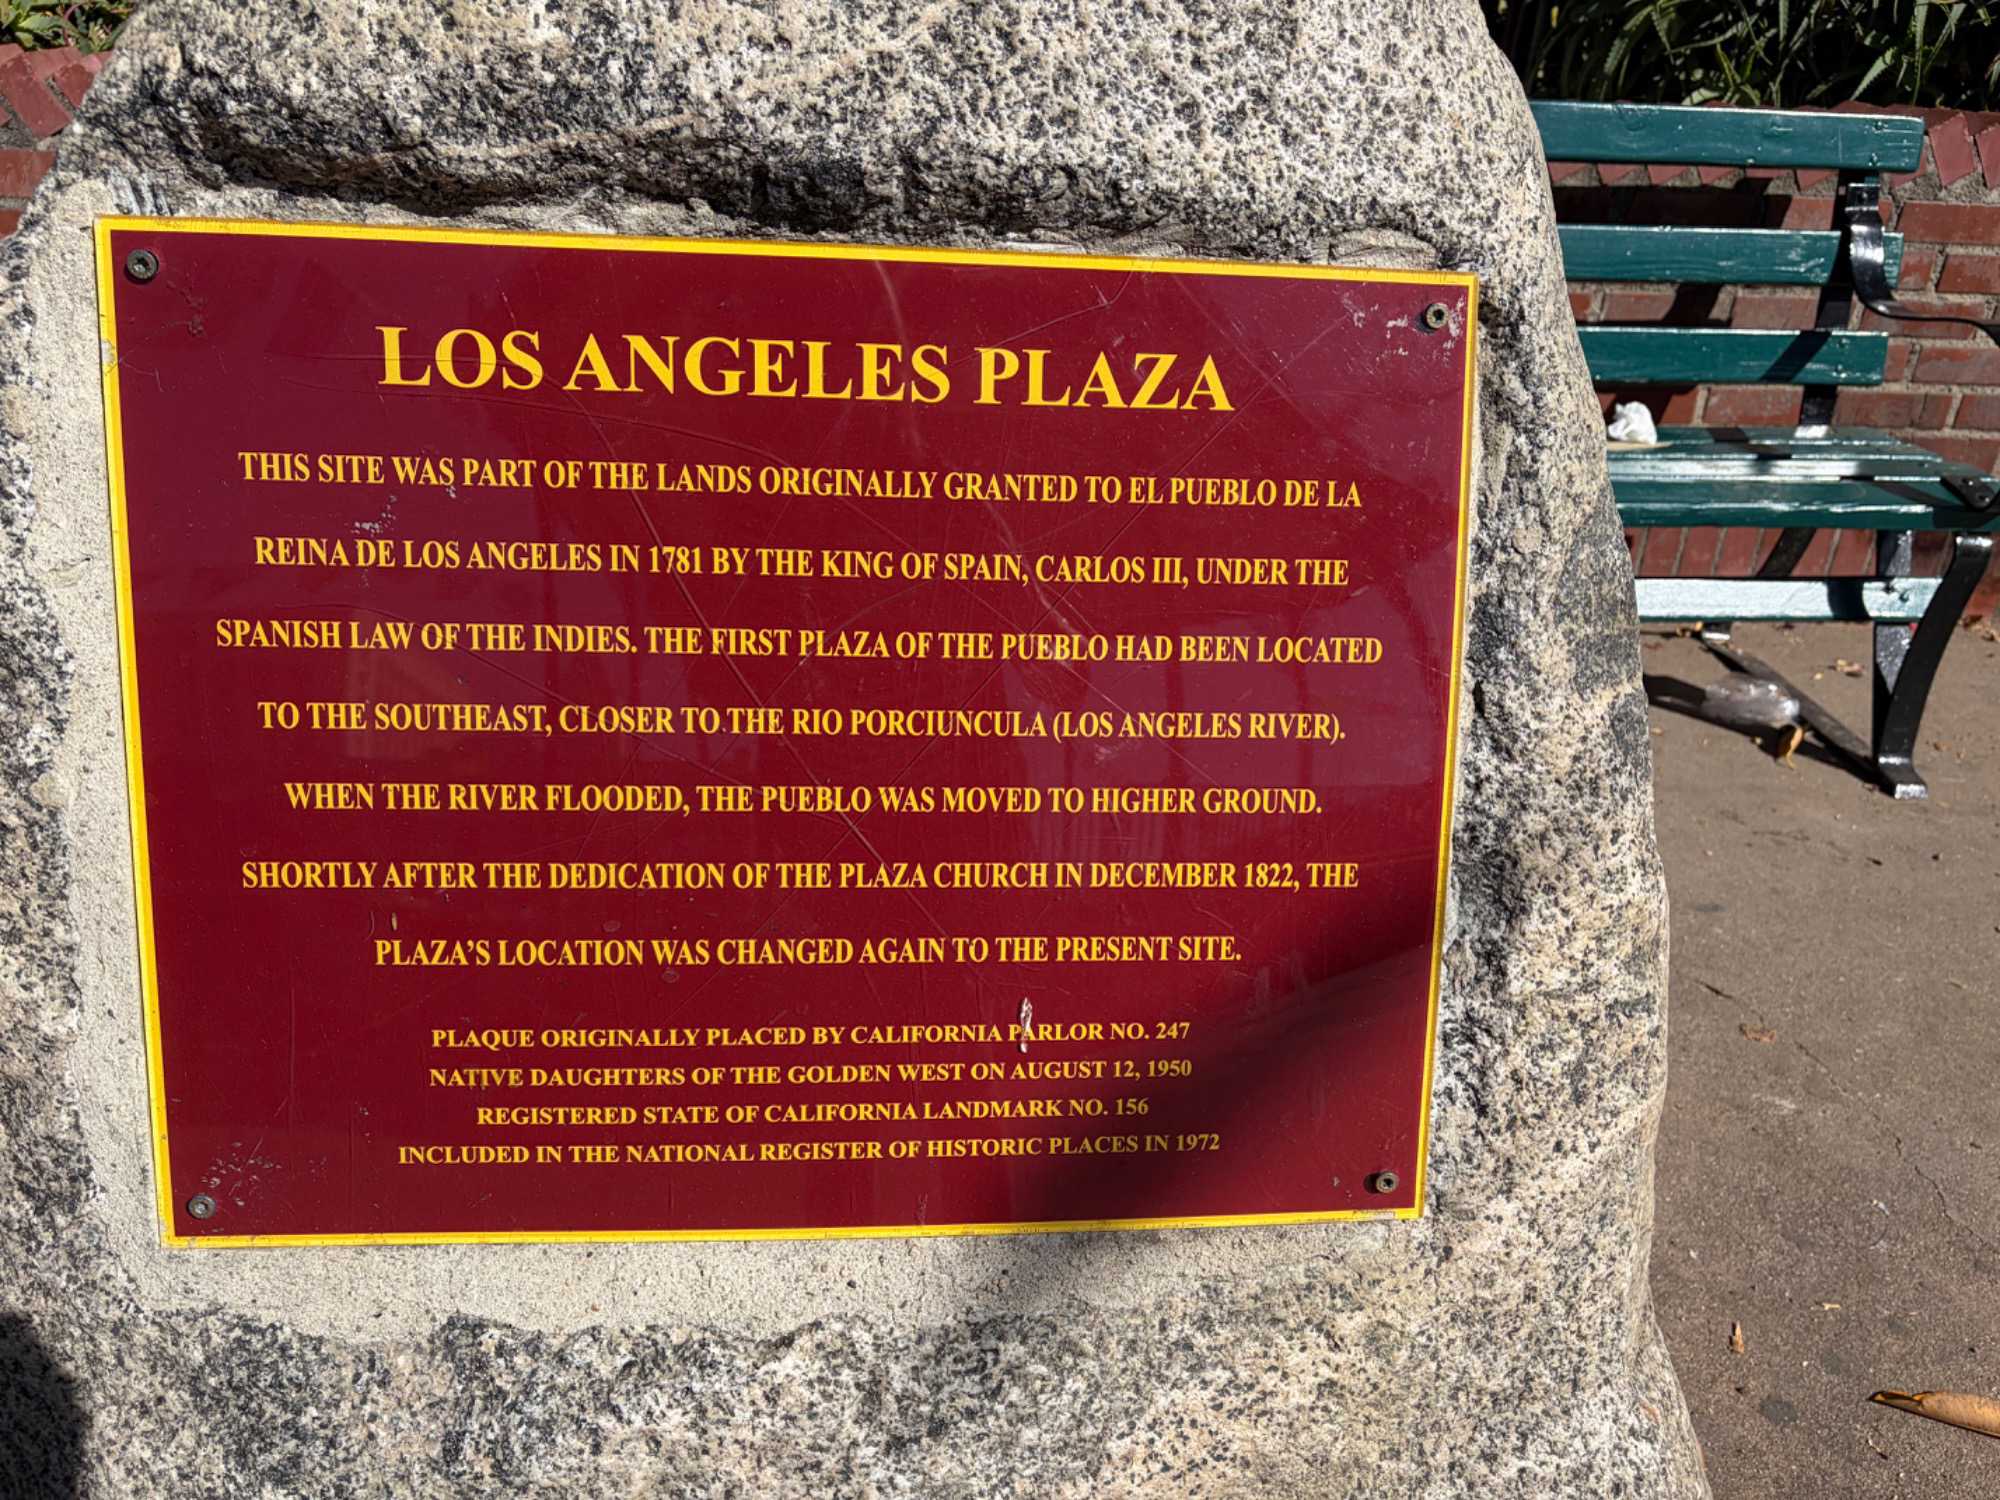 LOS ANGELES PLAZA
THIS SITE WAS PART OF THE LANDS ORIGINALLY GRANTED TO EL PUEBLO DE LA
REINA DE LOS ANGELES IN 1781 BY THE KING OF SPAIN, CARLOS III, UNDER THE
SPANISH LAW OF THE INDIES. THE FIRST PLAZA OF THE PUEBLO HAD BEEN LOCATED
TO THE SOUTHEAST, CLOSER TO THE RIO PORCIUNCULA (LOS ANGELES RIVER).
WHEN THE RIVER FLOODED, THE PUEBLO WAS MOVED TO HIGHER GROUND.
SHORTLY AFTER THE DEDICATION OF THE PLAZA CHURCH IN DECEMBER 1822, THE
PLAZA’S LOCATION WAS CHANGED AGAIN TO THE PRESENT SITE.
PLAQUE ORIGINALLY PLACED BY CALIFORNIA PARLOR NO. 247
NATIVE DAUGHTERS OF THE GOLDEN WEST ON AUGUST 12, 1950
REGISTERED STATE OF CALIFORNIA LANDMARK NO. 156
INCLUDED IN THE NATIONAL REGISTER OF HISTORIC PLACES IN 1972